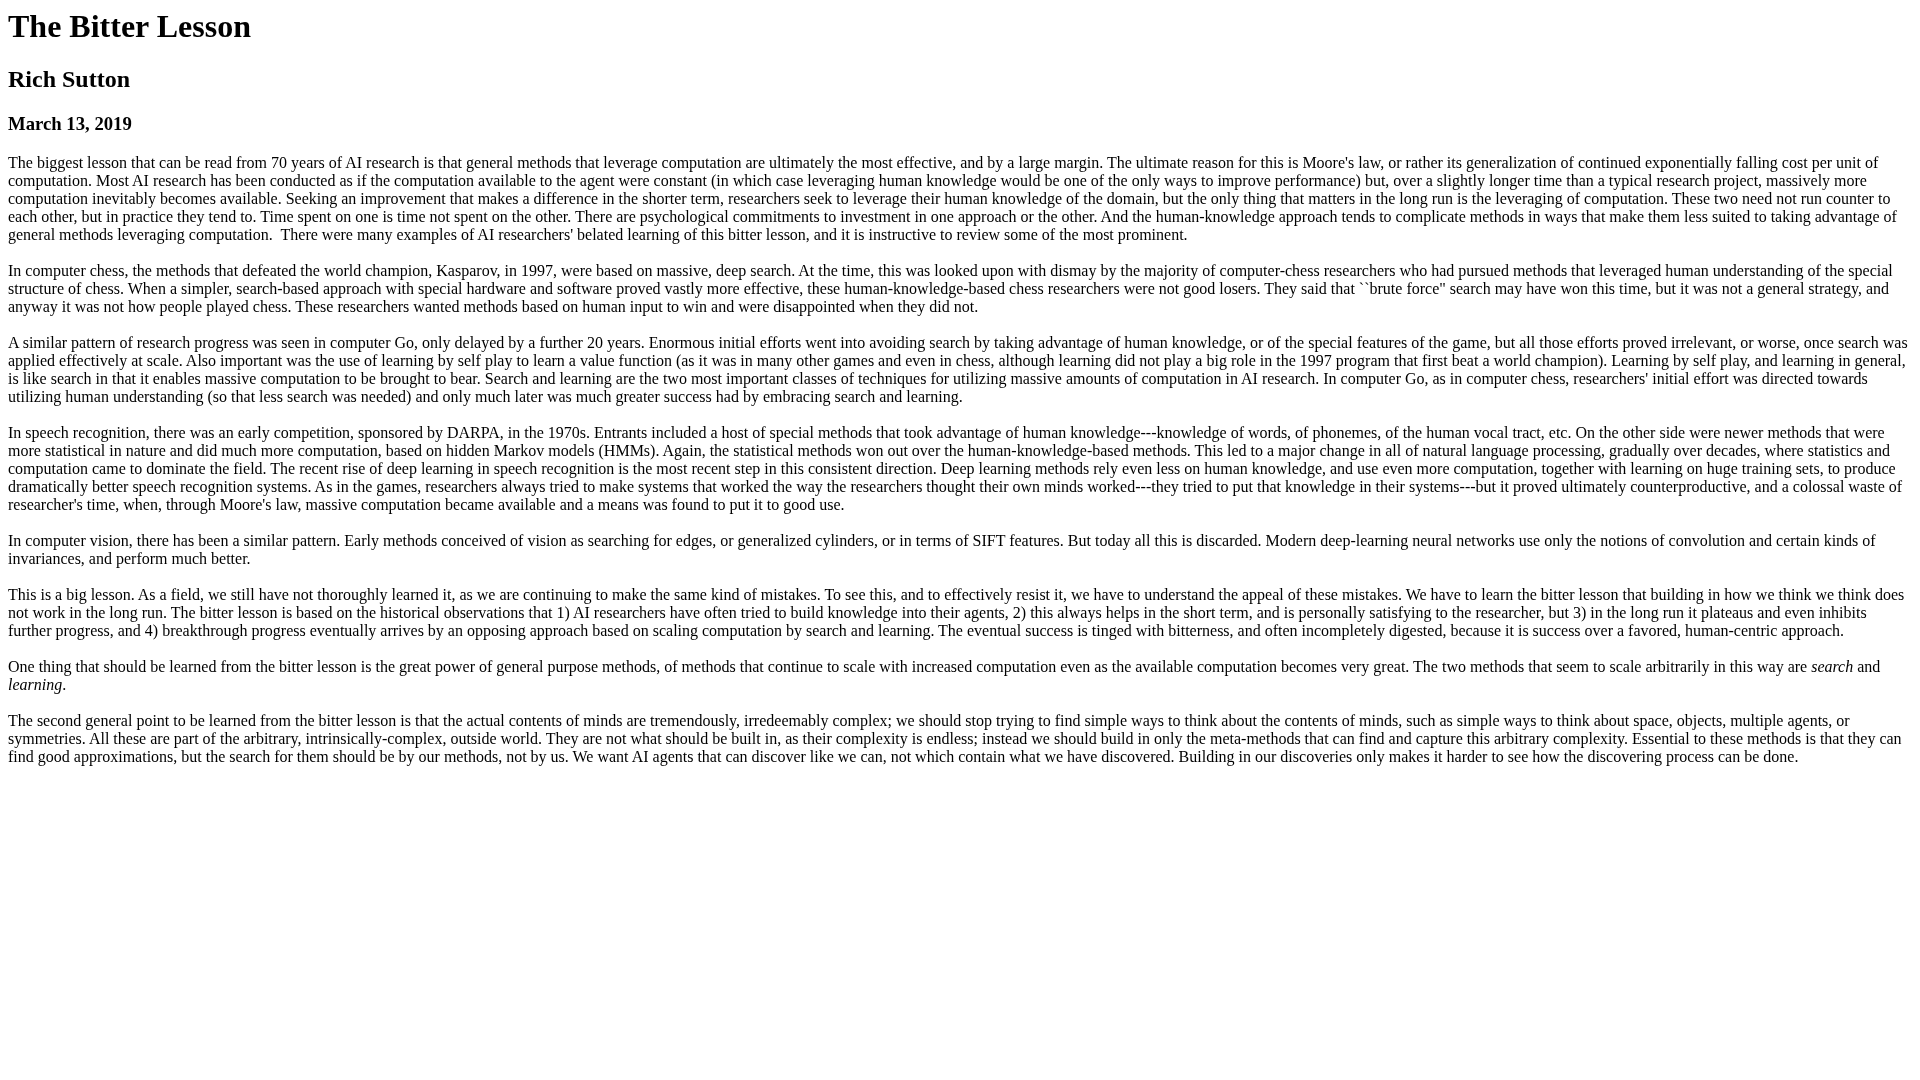 The Bitter Lesson
Rich Sutton
March 13, 2019
The biggest lesson that can be read from 70 years of AI research is that general methods that leverage computation are ultimately the most effective, and by a large margin. The ultimate reason for this is Moore's law, or rather its generalization of continued exponentially falling cost per unit of
computation. Most AI research has been conducted as if the computation available to the agent were constant (in which case leveraging human knowledge would be one of the only ways to improve performance) but, over a slightly longer time than a typical research project, massively more
computation inevitably becomes available. Seeking an improvement that makes a difference in the shorter term, researchers seek to leverage their human knowledge of the domain, but the only thing that matters in the long run is the leveraging of computation. These two need not run counter to
each other, but in practice they tend to. Time spent on one is time not spent on the other. There are psychological commitments to investment in one approach or the other. And the human-knowledge approach tends to complicate methods in ways that make them less suited to taking advantage of
general methods leveraging computation.  There were many examples of AI researchers' belated learning of this bitter lesson, and it is instructive to review some of the most prominent.
In computer chess, the methods that defeated the world champion, Kasparov, in 1997, were based on massive, deep search. At the time, this was looked upon with dismay by the majority of computer-chess researchers who had pursued methods that leveraged human understanding of the special
structure of chess. When a simpler, search-based approach with special hardware and software proved vastly more effective, these human-knowledge-based chess researchers were not good losers. They said that ``brute force" search may have won this time, but it was not a general strategy, and
anyway it was not how people played chess. These researchers wanted methods based on human input to win and were disappointed when they did not.
A similar pattern of research progress was seen in computer Go, only delayed by a further 20 years. Enormous initial efforts went into avoiding search by taking advantage of human knowledge, or of the special features of the game, but all those efforts proved irrelevant, or worse, once search was
applied effectively at scale. Also important was the use of learning by self play to learn a value function (as it was in many other games and even in chess, although learning did not play a big role in the 1997 program that first beat a world champion). Learning by self play, and learning in general,
is like search in that it enables massive computation to be brought to bear. Search and learning are the two most important classes of techniques for utilizing massive amounts of computation in AI research. In computer Go, as in computer chess, researchers' initial effort was directed towards
utilizing human understanding (so that less search was needed) and only much later was much greater success had by embracing search and learning.
In speech recognition, there was an early competition, sponsored by DARPA, in the 1970s. Entrants included a host of special methods that took advantage of human knowledge---knowledge of words, of phonemes, of the human vocal tract, etc. On the other side were newer methods that were
more statistical in nature and did much more computation, based on hidden Markov models (HMMs). Again, the statistical methods won out over the human-knowledge-based methods. This led to a major change in all of natural language processing, gradually over decades, where statistics and
computation came to dominate the field. The recent rise of deep learning in speech recognition is the most recent step in this consistent direction. Deep learning methods rely even less on human knowledge, and use even more computation, together with learning on huge training sets, to produce
dramatically better speech recognition systems. As in the games, researchers always tried to make systems that worked the way the researchers thought their own minds worked---they tried to put that knowledge in their systems---but it proved ultimately counterproductive, and a colossal waste of
researcher's time, when, through Moore's law, massive computation became available and a means was found to put it to good use.
In computer vision, there has been a similar pattern. Early methods conceived of vision as searching for edges, or generalized cylinders, or in terms of SIFT features. But today all this is discarded. Modern deep-learning neural networks use only the notions of convolution and certain kinds of
invariances, and perform much better.
This is a big lesson. As a field, we still have not thoroughly learned it, as we are continuing to make the same kind of mistakes. To see this, and to effectively resist it, we have to understand the appeal of these mistakes. We have to learn the bitter lesson that building in how we think we think does
not work in the long run. The bitter lesson is based on the historical observations that 1) AI researchers have often tried to build knowledge into their agents, 2) this always helps in the short term, and is personally satisfying to the researcher, but 3) in the long run it plateaus and even inhibits
further progress, and 4) breakthrough progress eventually arrives by an opposing approach based on scaling computation by search and learning. The eventual success is tinged with bitterness, and often incompletely digested, because it is success over a favored, human-centric approach.
One thing that should be learned from the bitter lesson is the great power of general purpose methods, of methods that continue to scale with increased computation even as the available computation becomes very great. The two methods that seem to scale arbitrarily in this way are search and
learning.
The second general point to be learned from the bitter lesson is that the actual contents of minds are tremendously, irredeemably complex; we should stop trying to find simple ways to think about the contents of minds, such as simple ways to think about space, objects, multiple agents, or
symmetries. All these are part of the arbitrary, intrinsically-complex, outside world. They are not what should be built in, as their complexity is endless; instead we should build in only the meta-methods that can find and capture this arbitrary complexity. Essential to these methods is that they can
find good approximations, but the search for them should be by our methods, not by us. We want AI agents that can discover like we can, not which contain what we have discovered. Building in our discoveries only makes it harder to see how the discovering process can be done.